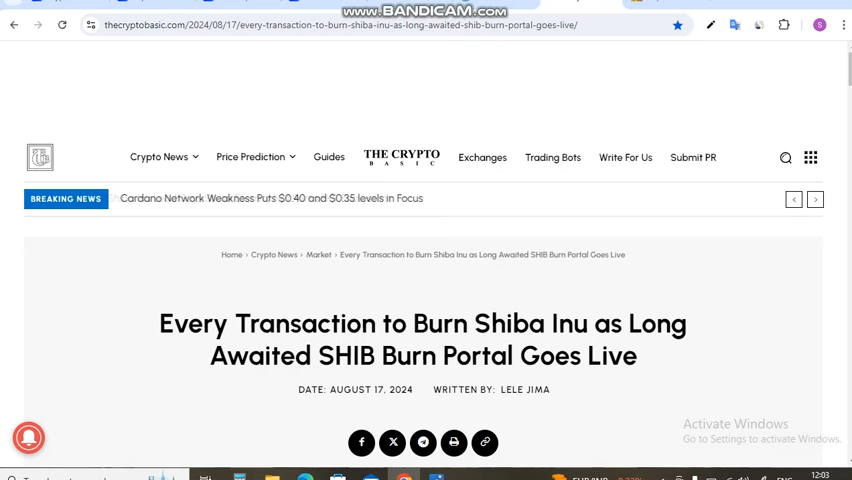 www.BANDICAM.com
thecryptobasic.com/2024/08/17/every-transaction-to-burn-shiba-inu-as-long-awaited-shib-burn-portal-goes-live/
S
Crypto News Price Prediction Guides THE CRYPTO BASIC Exchanges Trading Bots Write For Us Submit PR
BREAKING NEWS Cardano Network Weakness Puts $0.40 and $0.35 levels in Focus
Home › Crypto News › Market › Every Transaction to Burn Shiba Inu as Long Awaited SHIB Burn Portal Goes Live
Every Transaction to Burn Shiba Inu as Long
Awaited SHIB Burn Portal Goes Live
DATE: AUGUST 17, 2024 WRITTEN BY: LELE JIMA
Activate Windows
Go to Settings to activate Windows.
12:03